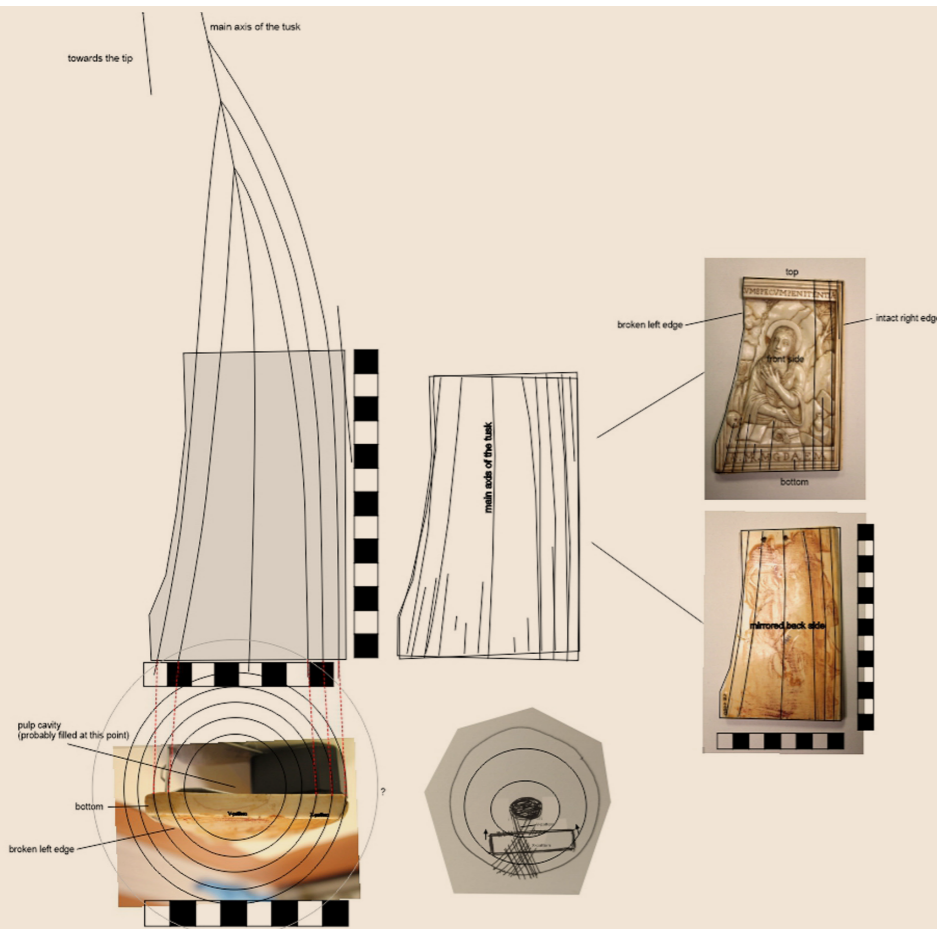 main axis of the tusk
towards the tip
top
VMSPECVMPENITENTIA
broken left edge
intact right edge
front side
main axis of the tusk
bottom
mirrored back side
pulp cavity
(probably filled at this point)
?
bottom
broken left edge